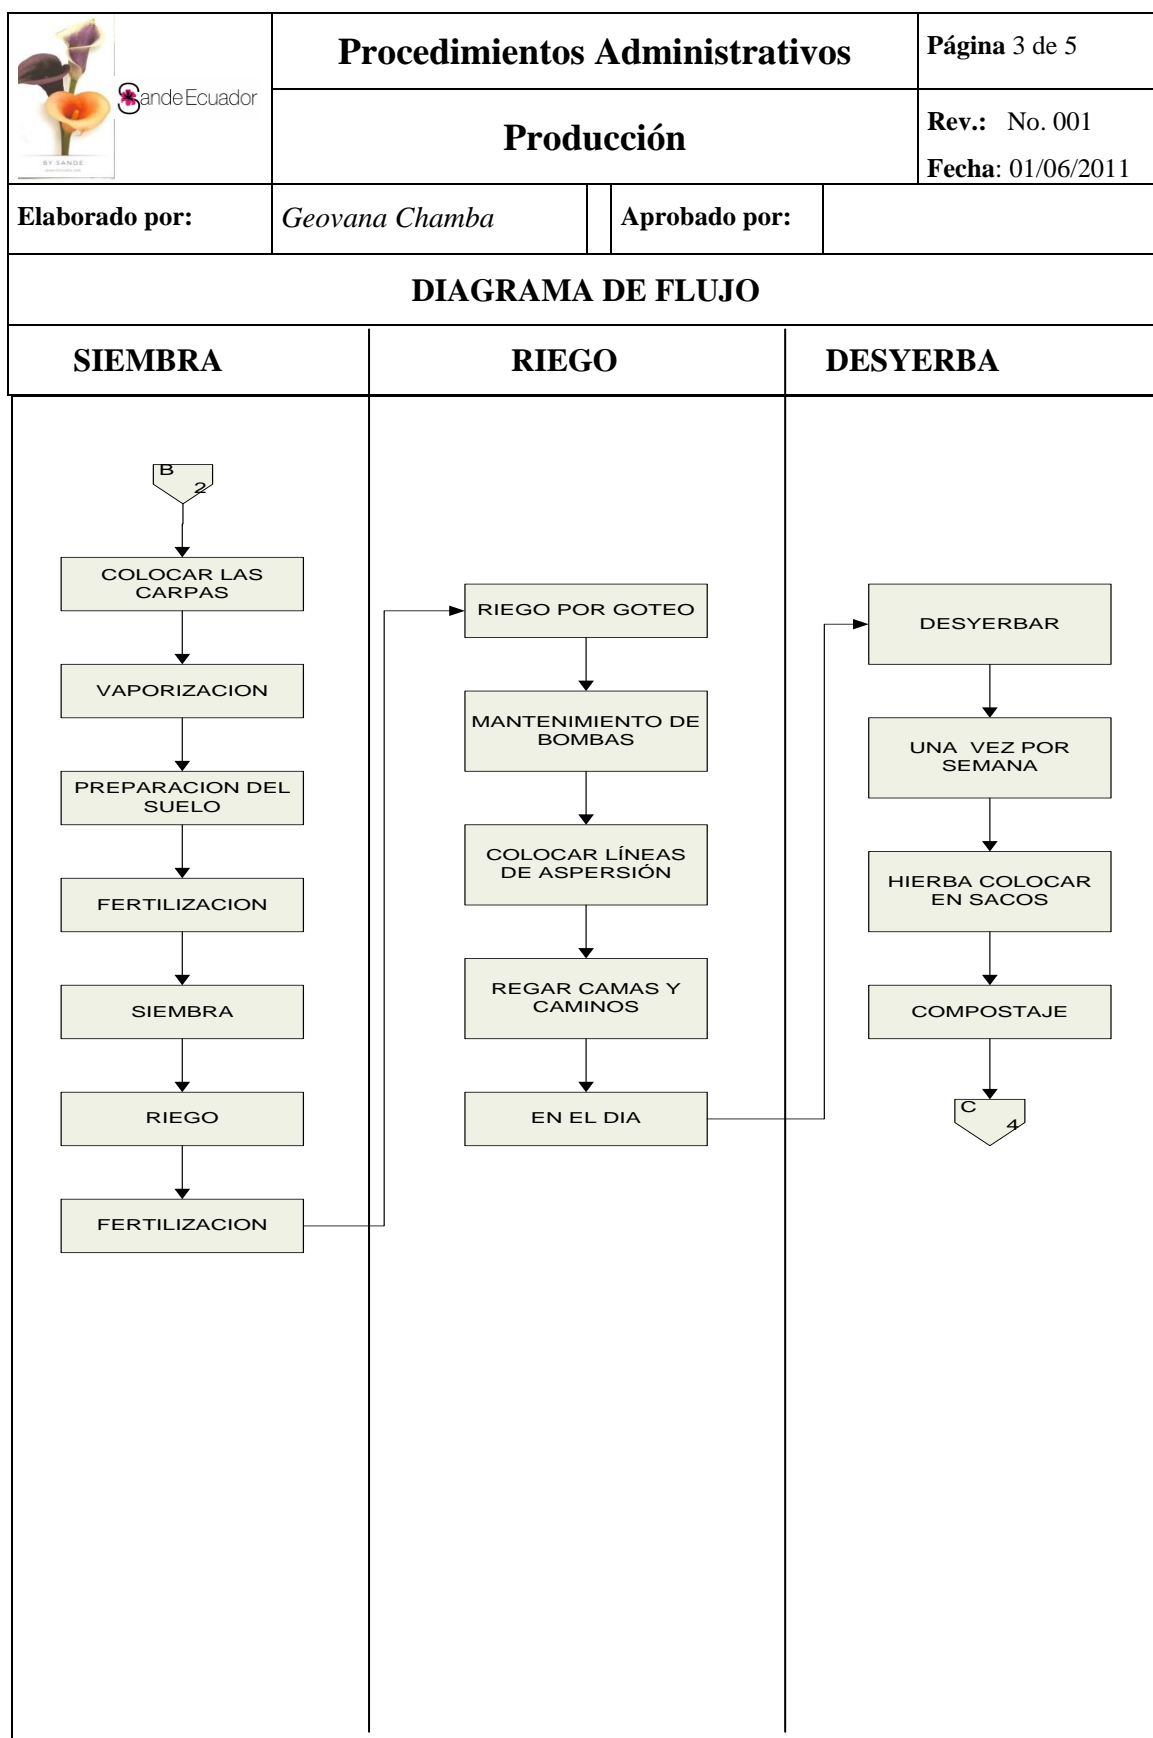 Procedimientos Administrativos
Página 3 de 5
SandeEcuador
BY SANDE
Producción
Rev.: No. 001
Fecha: 01/06/2011
Elaborado por:
Geovana Chamba
Aprobado por:
DIAGRAMA DE FLUJO
SIEMBRA
RIEGO
DESYERBA
B
2
COLOCAR LAS
CARPAS
VAPORIZACION
PREPARACION DEL
SUELO
FERTILIZACION
SIEMBRA
RIEGO
FERTILIZACION
RIEGO POR GOTEO
MANTENIMIENTO DE
BOMBAS
COLOCAR LÍNEAS
DE ASPERSIÓN
REGAR CAMAS Y
CAMINOS
EN EL DIA
DESYERBAR
UNA VEZ POR
SEMANA
HIERBA COLOCAR
EN SACOS
COMPOSTAJE
C
4